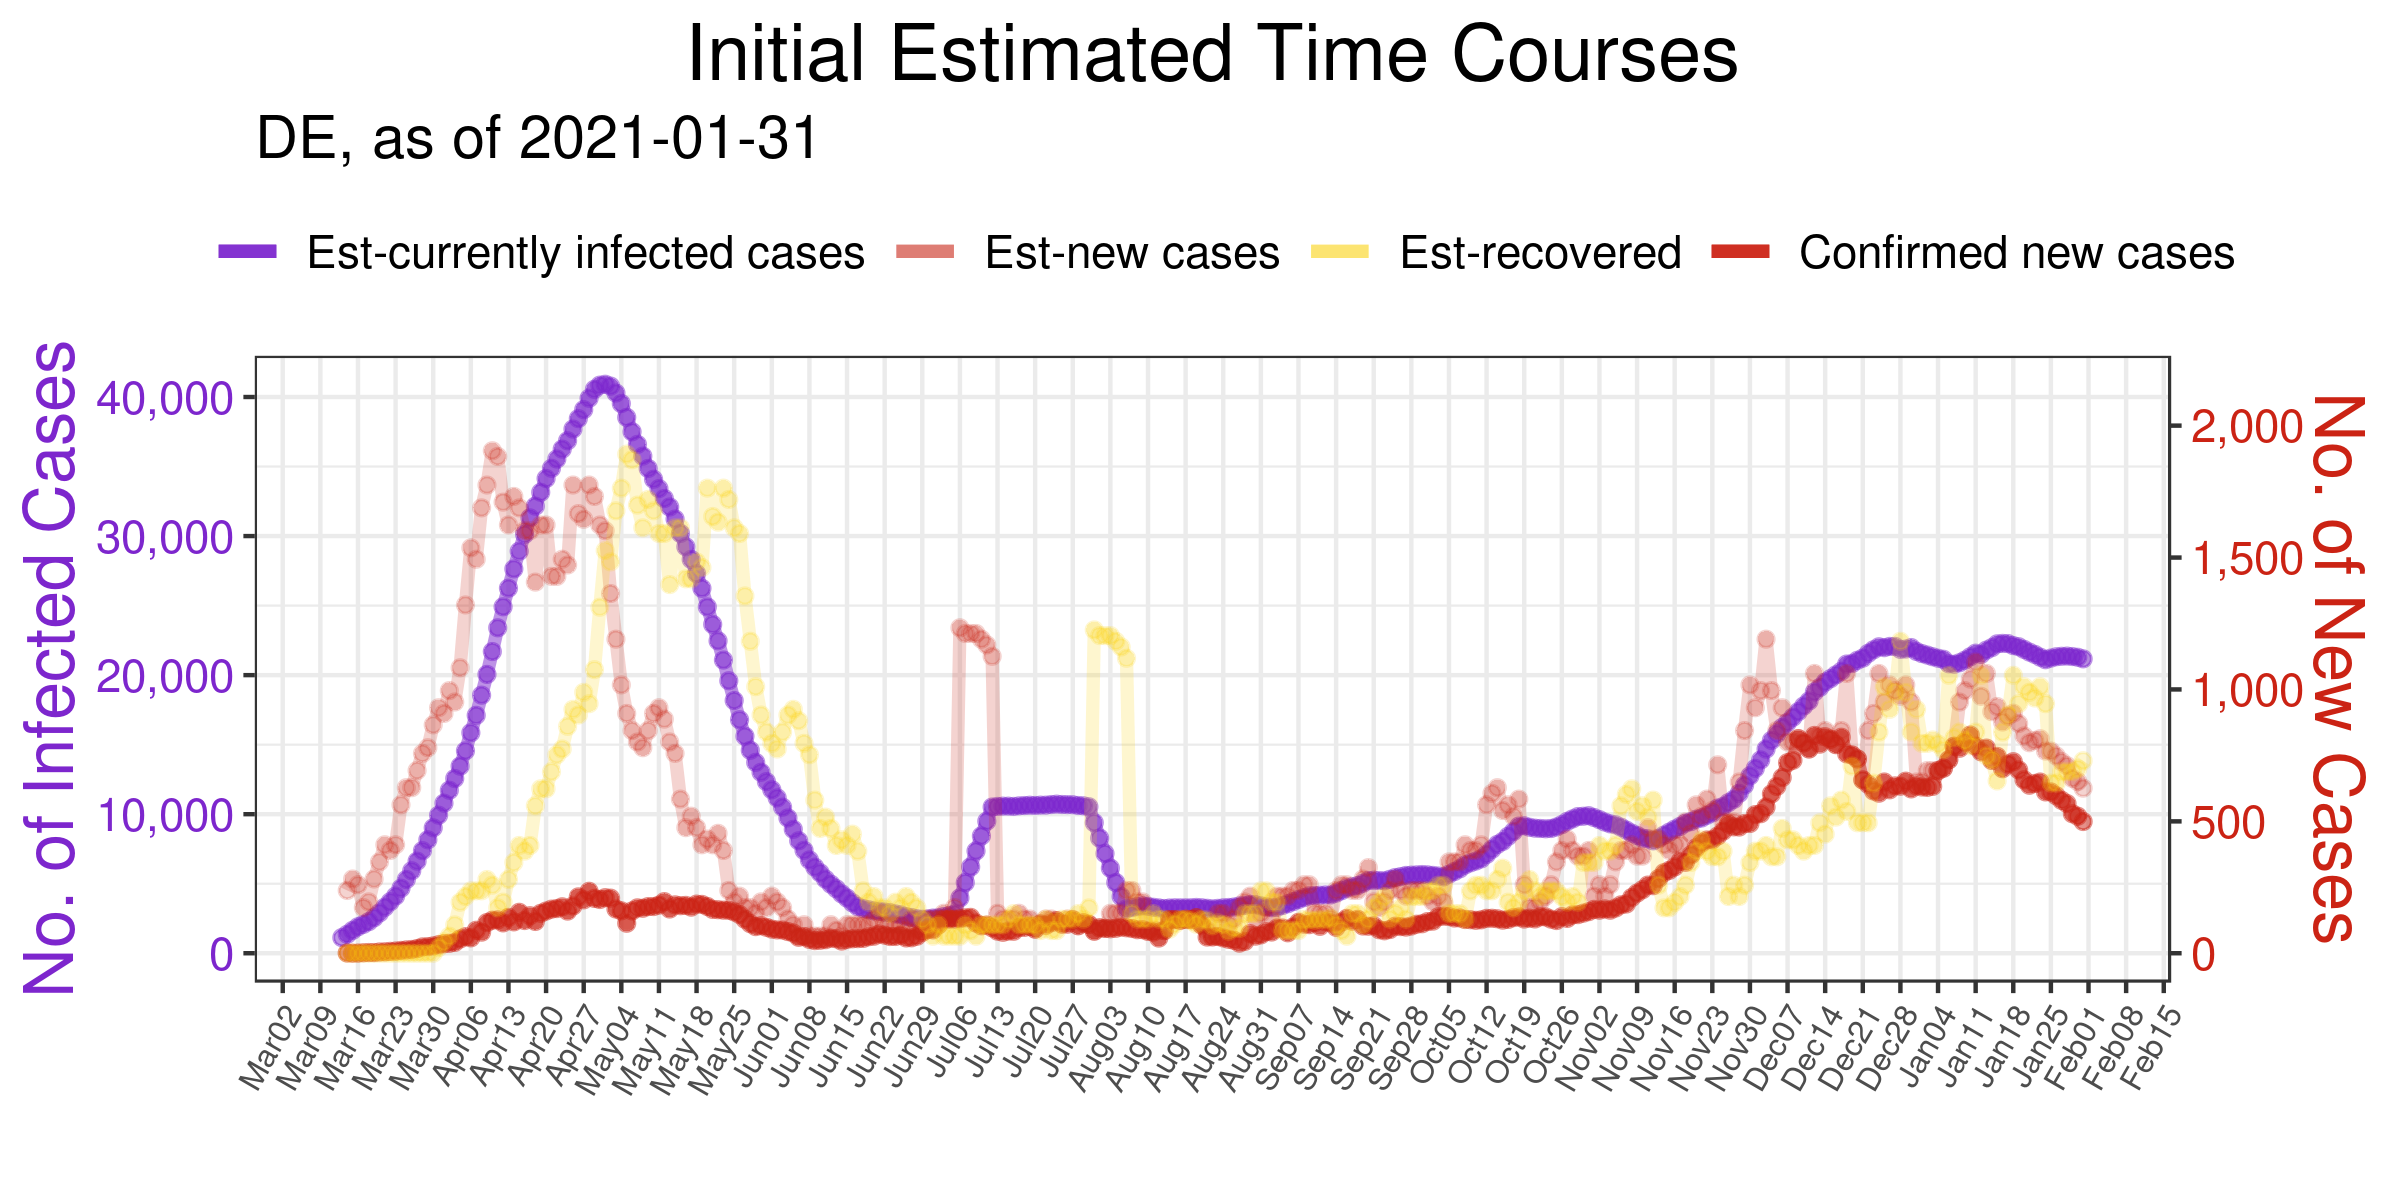 Initial Estimated Time Courses
DE, as of 2021-01-31
Est-currently infected cases Est-new cases Est-recovered Confirmed new cases
No. of Infected Cases
40,000
30,000
20,000
10,000
0
2,000
1,500
1,000
500
0
No. of New Cases
Mar02 Mar09 Mar16 Mar23 Mar30 Apr06 Apr13 Apr20 Apr27 May04 May11 May18 May25 Jun01 Jun08 Jun15 Jun22 Jun29 Jul06 Jul13 Jul20 Jul27 Aug03 Aug10 Aug17 Aug24 Aug31 Sep07 Sep14 Sep21 Sep28 Oct05 Oct12 Oct19 Oct26 Nov02 Nov09 Nov16 Nov23 Nov30 Dec07 Dec14 Dec21 Dec28 Jan04 Jan11 Jan18 Jan25 Feb01 Feb08 Feb15